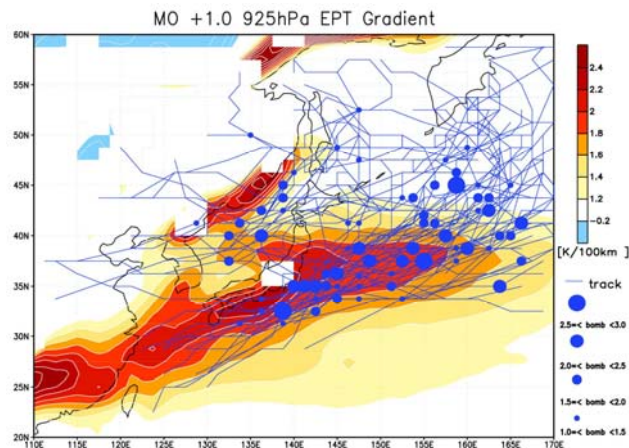 MO +1.0 925hPa EPT Gradient
60N
55N
50N
45N
40N
35N
30N
25N
20N
110E 115E 120E 125E 130E 135E 140E 145E 150E 155E 160E 165E 170E
2.4
2.2
2
1.8
1.6
1.4
1.2
-0.2
[K/100km]
track
2.5=< bomb <3.0
2.0=< bomb <2.5
1.5=< bomb <2.0
1.0=< bomb <1.5